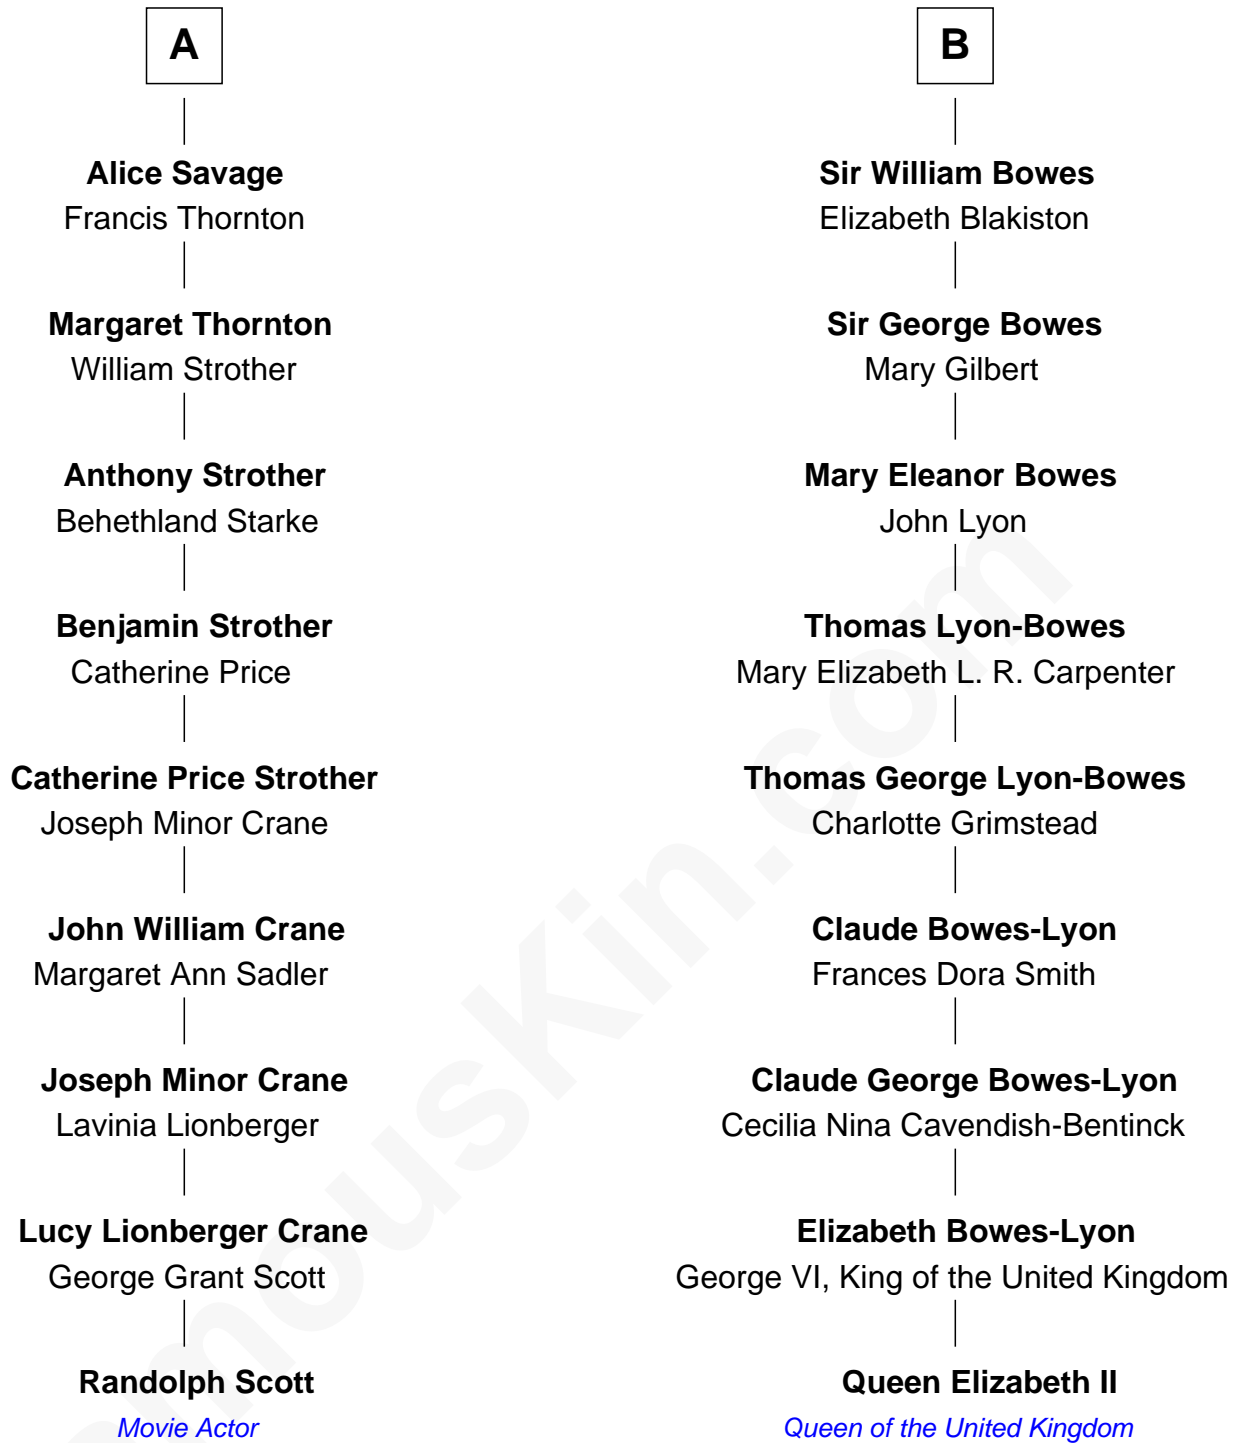 A
Alice Savage
Francis Thornton
Margaret Thornton
William Strother
Anthony Strother
Behethland Starke
Benjamin Strother
Catherine Price
Catherine Price Strother
Joseph Minor Crane
John William Crane
Margaret Ann Sadler
Joseph Minor Crane
Lavinia Lionberger
Lucy Lionberger Crane
George Grant Scott
Randolph Scott
Movie Actor
B
Sir William Bowes
Elizabeth Blakiston
Sir George Bowes
Mary Gilbert
Mary Eleanor Bowes
John Lyon
Thomas Lyon-Bowes
Mary Elizabeth L. R. Carpenter
Thomas George Lyon-Bowes
Charlotte Grimstead
Claude Bowes-Lyon
Frances Dora Smith
Claude George Bowes-Lyon
Cecilia Nina Cavendish-Bentinck
Elizabeth Bowes-Lyon
George VI, King of the United Kingdom
Queen Elizabeth II
Queen of the United Kingdom
amousKin.com